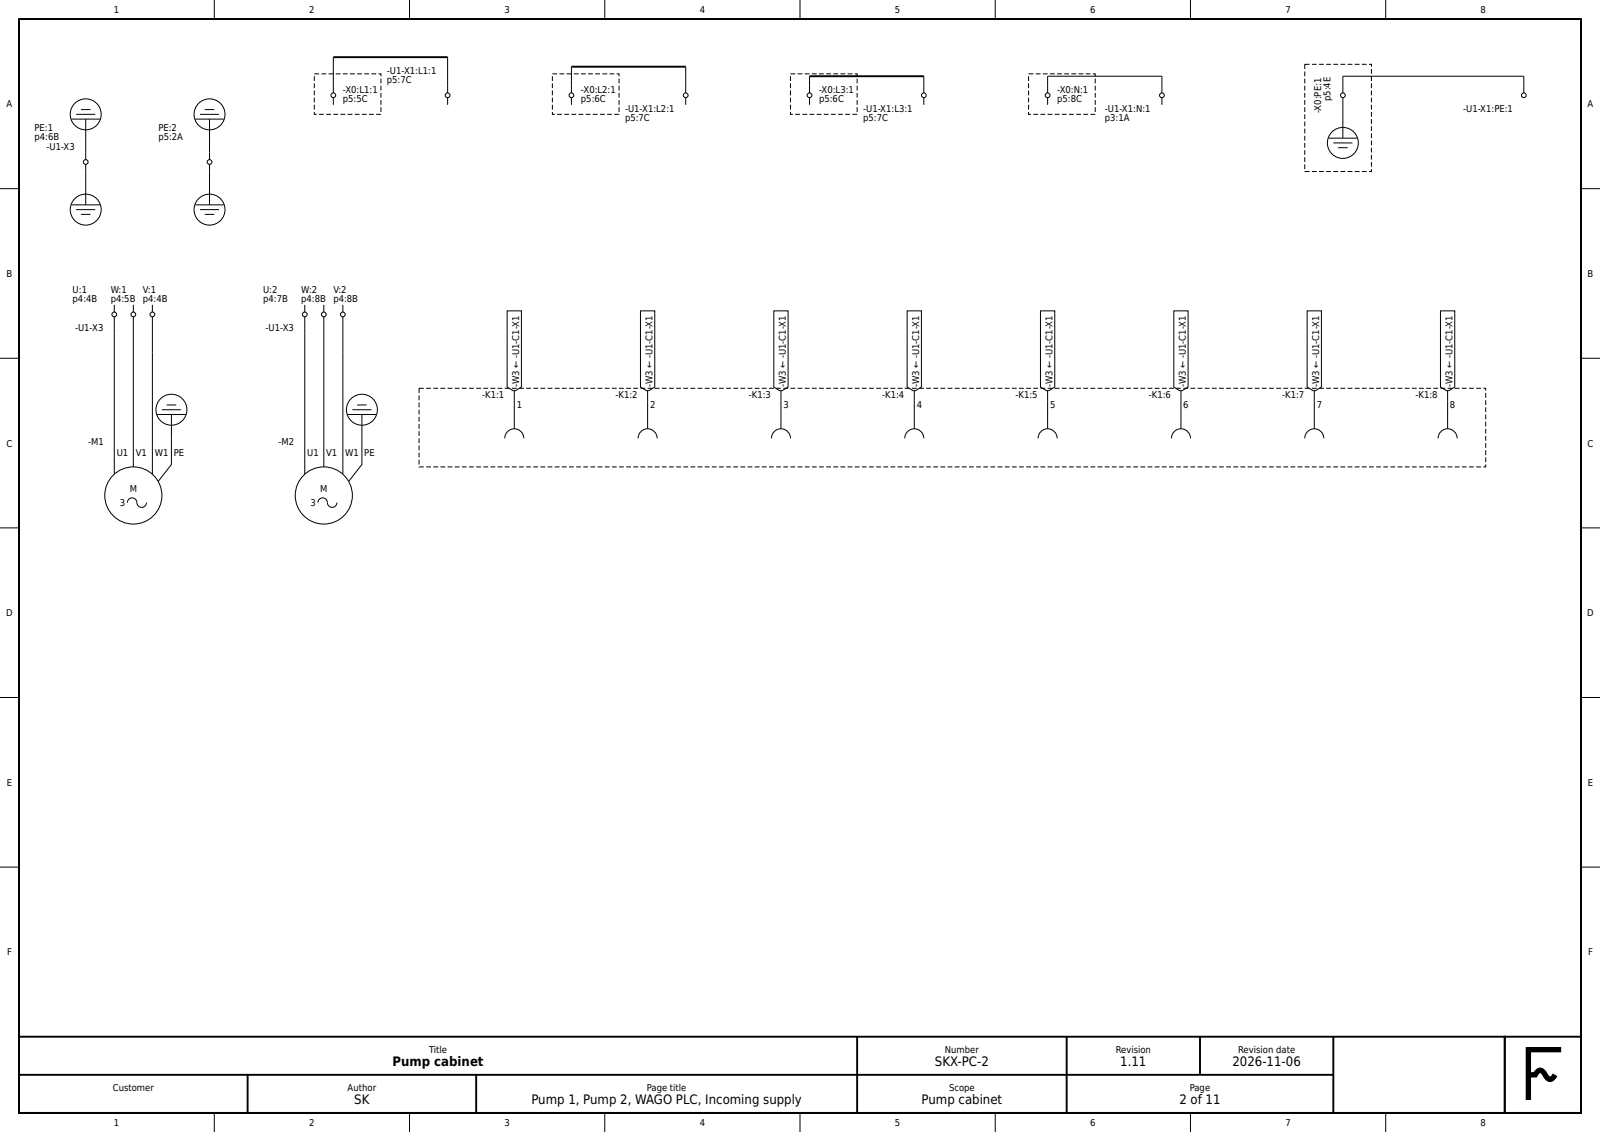 1 2 3 4 5 6 7 8
A A
B B
C C
D D
E E
F F
PE:1
p4:6B
-U1-X3
PE:2
p5:2A
-X0:L1:1
p5:5C
-U1-X1:L1:1
p5:7C
-X0:L2:1
p5:6C
-U1-X1:L2:1
p5:7C
-X0:L3:1
p5:6C
-U1-X1:L3:1
p5:7C
-X0:N:1
p5:8C
-U1-X1:N:1
p3:1A
-X0:PE:1
p5:4E
-U1-X1:PE:1
U:1 W:1 V:1
p4:4B p4:5B p4:4B
-U1-X3
-M1
U1 V1 W1 PE
M
3
U:2 W:2 V:2
p4:7B p4:8B p4:8B
-U1-X3
-M2
U1 V1 W1 PE
M
3
-W3 ← -U1-C1-X1
-K1:1
1
-W3 ← -U1-C1-X1
-K1:2
2
-W3 ← -U1-C1-X1
-K1:3
3
-W3 ← -U1-C1-X1
-K1:4
4
-W3 ← -U1-C1-X1
-K1:5
5
-W3 ← -U1-C1-X1
-K1:6
6
-W3 ← -U1-C1-X1
-K1:7
7
-W3 ← -U1-C1-X1
-K1:8
8
Title
Pump cabinet
Number
SKX-PC-2
Revision
1.11
Revision date
2026-11-06
Customer
Author
SK
Page title
Pump 1, Pump 2, WAGO PLC, Incoming supply
Scope
Pump cabinet
Page
2 of 11
1 2 3 4 5 6 7 8